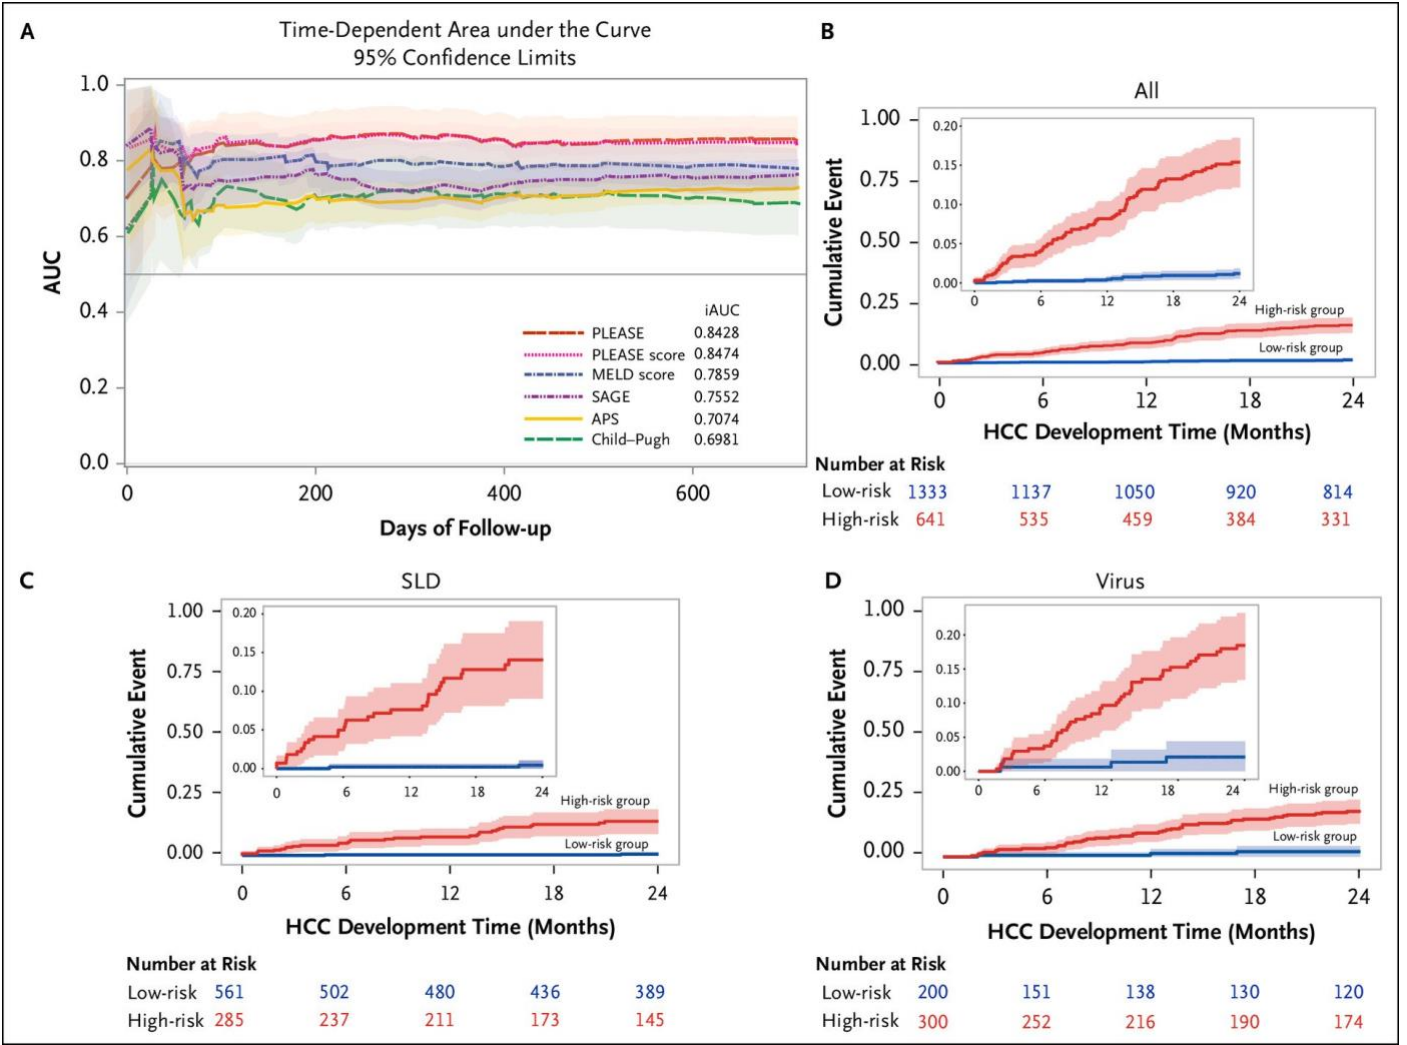 A
Time-Dependent Area under the Curve
95% Confidence Limits
1.0
0.8
0.6
0.4
0.2
0.0
AUC
iAUC
PLEASE 0.8428
PLEASE score 0.8474
MELD score 0.7859
SAGE 0.7552
APS 0.7074
Child–Pugh 0.6981
0 200 400 600
Days of Follow-up
B
All
1.00
0.75
0.50
0.25
0.00
Cumulative Event
0.20
0.15
0.10
0.05
0.00
0 6 12 18 24
High-risk group
Low-risk group
0 6 12 18 24
HCC Development Time (Months)
Number at Risk
Low-risk 1333 1137 1050 920 814
High-risk 641 535 459 384 331
C
SLD
1.00
0.75
0.50
0.25
0.00
Cumulative Event
0.20
0.15
0.10
0.05
0.00
0 6 12 18 24
High-risk group
Low-risk group
0 6 12 18 24
HCC Development Time (Months)
Number at Risk
Low-risk 561 502 480 436 389
High-risk 285 237 211 173 145
D
Virus
1.00
0.75
0.50
0.25
0.00
Cumulative Event
0.20
0.15
0.10
0.05
0.00
0 6 12 18 24
High-risk group
Low-risk group
0 6 12 18 24
HCC Development Time (Months)
Number at Risk
Low-risk 200 151 138 130 120
High-risk 300 252 216 190 174